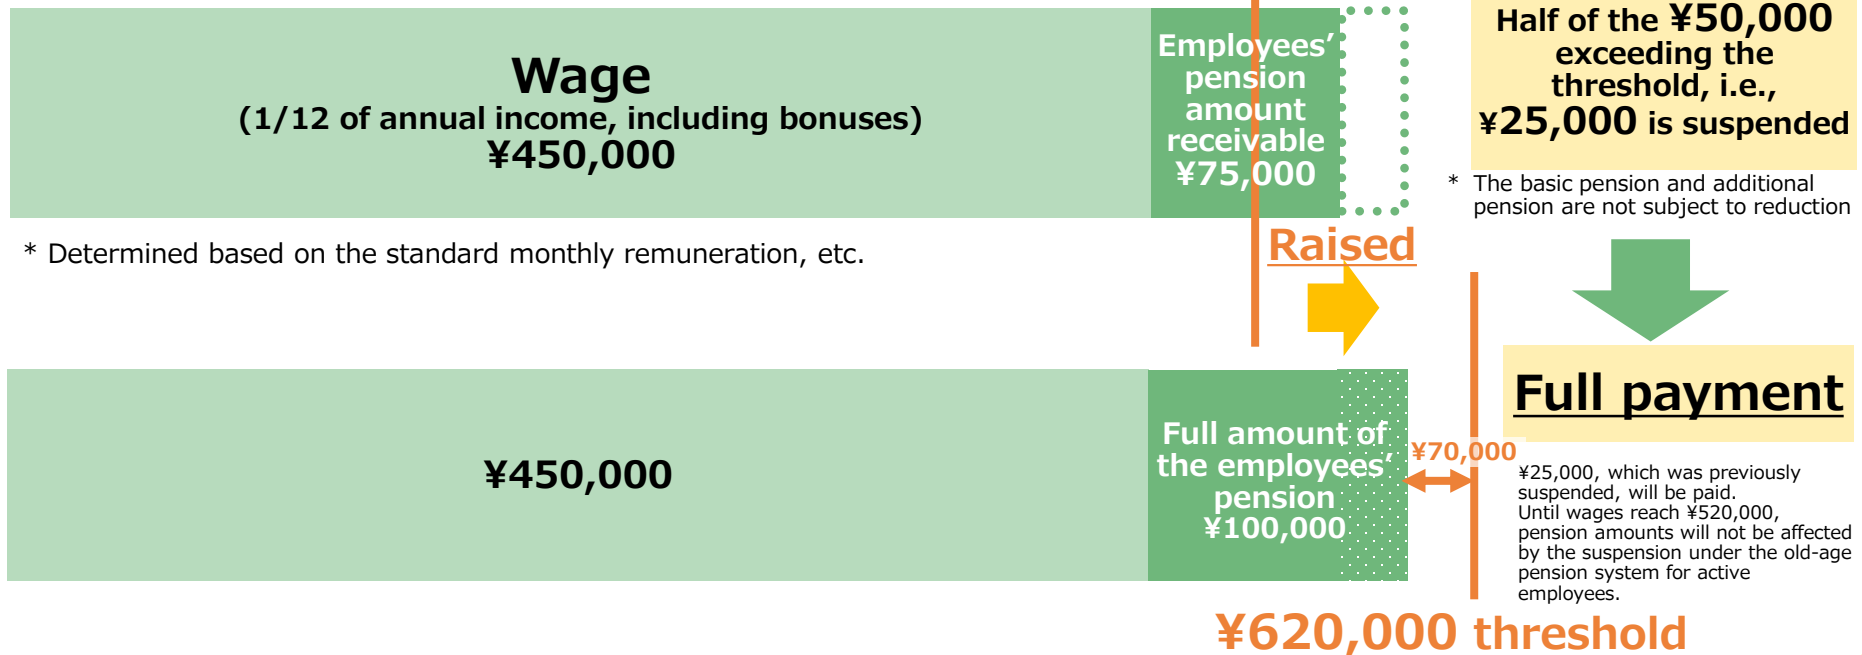 Wage
(1/12 of annual income, including bonuses)
¥450,000
Employees’
pension
amount
receivable
¥75,000
Half of the ¥50,000
exceeding the
threshold, i.e.,
¥25,000 is suspended
* The basic pension and additional
pension are not subject to reduction
* Determined based on the standard monthly remuneration, etc.
Raised
¥450,000
Full amount of
the employees’
pension
¥100,000
¥70,000
Full payment
¥25,000, which was previously
suspended, will be paid.
Until wages reach ¥520,000,
pension amounts will not be affected
by the suspension under the old-age
pension system for active
employees.
¥620,000 threshold